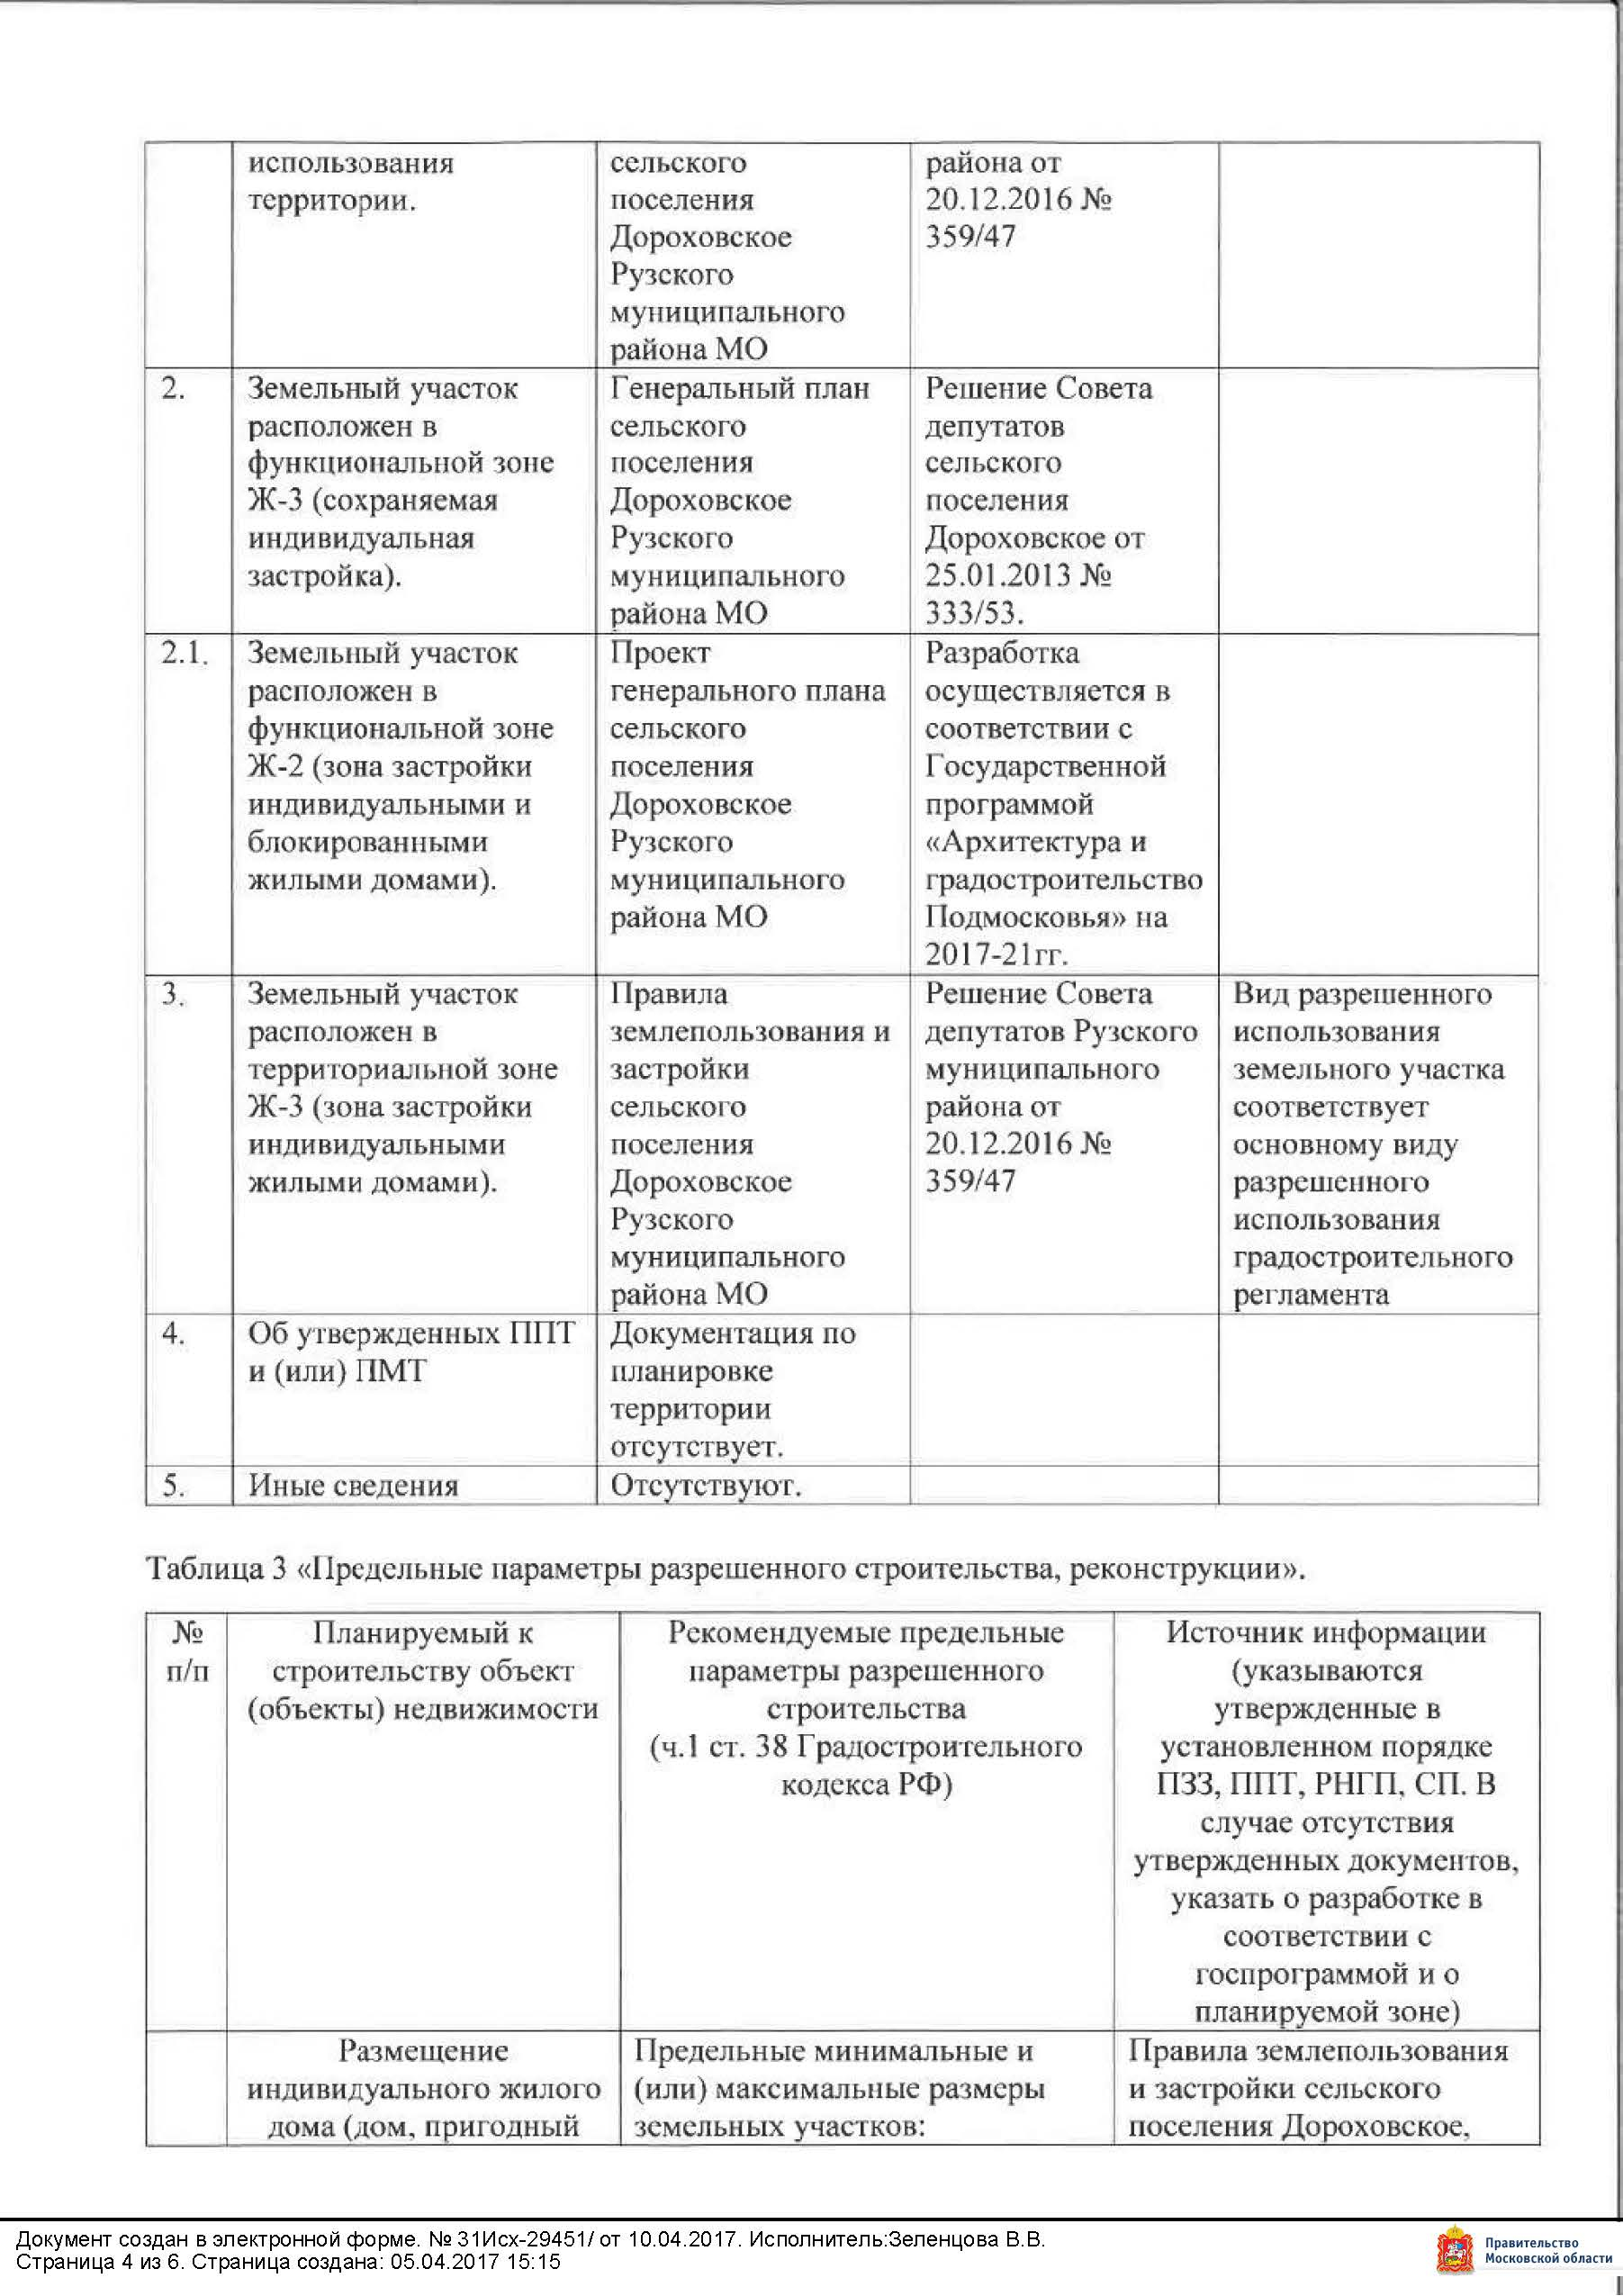 использования
территории.
сельского
поселения
Дороховское
Рузского
муниципального
района МО
района от
20.12.2016 №
359/47
2.
Земельный участок
расположен в
функциональной зоне
Ж-3 (сохраняемая
индивидуальная
застройка).
Генеральный план
сельского
поселения
Дороховское
Рузского
муниципального
района МО
Решение Совета
депутатов
сельского
поселения
Дороховское от
25.01.2013 №
333/53.
2.1.
Земельный участок
расположен в
функциональной зоне
Ж-2 (зона застройки
индивидуальными и
блокированными
жилыми домами).
Проект
генерального плана
сельского
поселения
Дороховское
Рузского
муниципального
района МО
Разработка
осуществляется в
соответствии с
Государственной
программой
«Архитектура и
градостроительство
Подмосковья» на
2017-21гг.
3.
Земельный участок
расположен в
территориальной зоне
Ж-3 (зона застройки
индивидуальными
жилыми домами).
Правила
землепользования и
застройки
сельского
поселения
Дороховское
Рузского
муниципального
района МО
Решение Совета
депутатов Рузского
муниципального
района от
20.12.2016 №
359/47
Вид разрешенного
использования
земельного участка
соответствует
основному виду
разрешенного
использования
градостроительного
регламента
4.
Об утвержденных ППТ
и (или) ПМТ
Документация по
планировке
территории
отсутствует.
5.
Иные сведения
Отсутствуют.
Таблица 3 «Предельные параметры разрешенного строительства, реконструкции».
№
п/п
Планируемый к
строительству объект
(объекты) недвижимости
Рекомендуемые предельные
параметры разрешенного
строительства
(ч.1 ст. 38 Градостроительного
кодекса РФ)
Источник информации
(указываются
утвержденные в
установленном порядке
ПЗЗ, ППТ, РНГП, СП. В
случае отсутствия
утвержденных документов,
указать о разработке в
соответствии с
госпрограммой и о
планируемой зоне)
Размещение
индивидуального жилого
дома (дом, пригодный
Предельные минимальные и
(или) максимальные размеры
земельных участков:
Правила землепользования
и застройки сельского
поселения Дороховское,
Документ создан в электронной форме. № 31Исх-29451/ от 10.04.2017. Исполнитель:Зеленцова В.В.
Страница 4 из 6. Страница создана: 05.04.2017 15:15
Правительство
Московской области